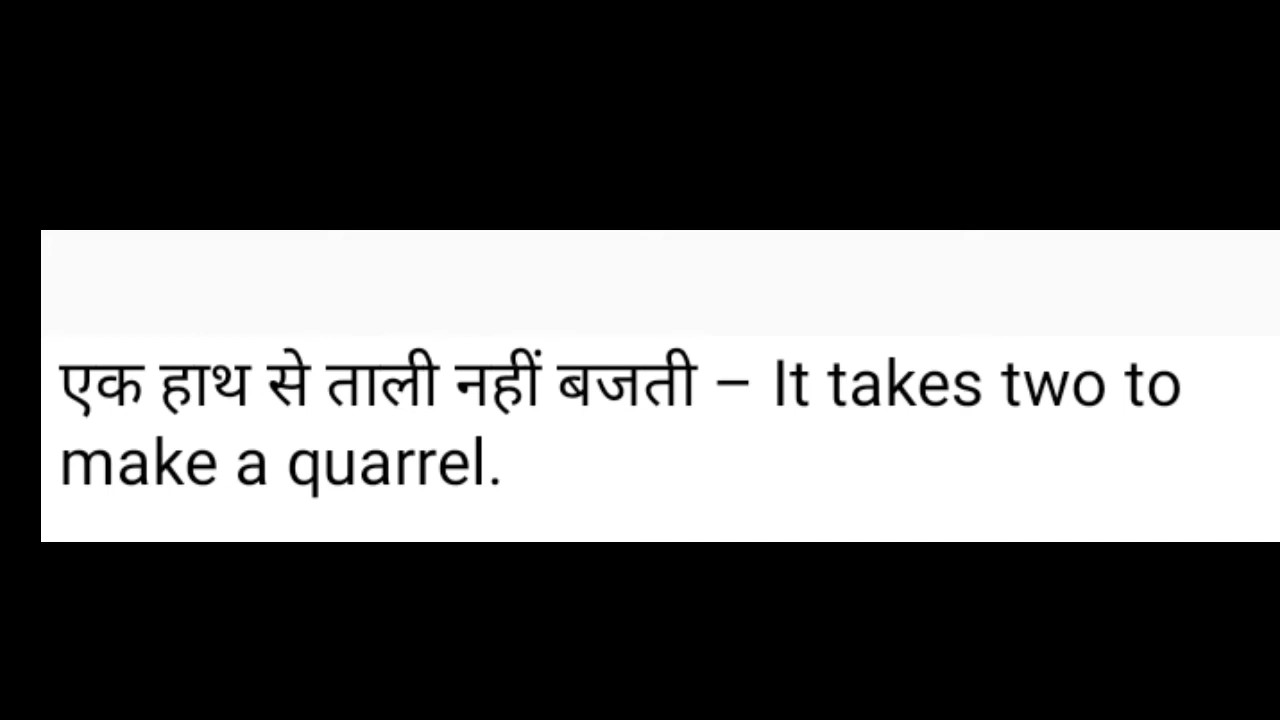 एक हाथ से ताली नहीं बजती – It takes two to
make a quarrel.